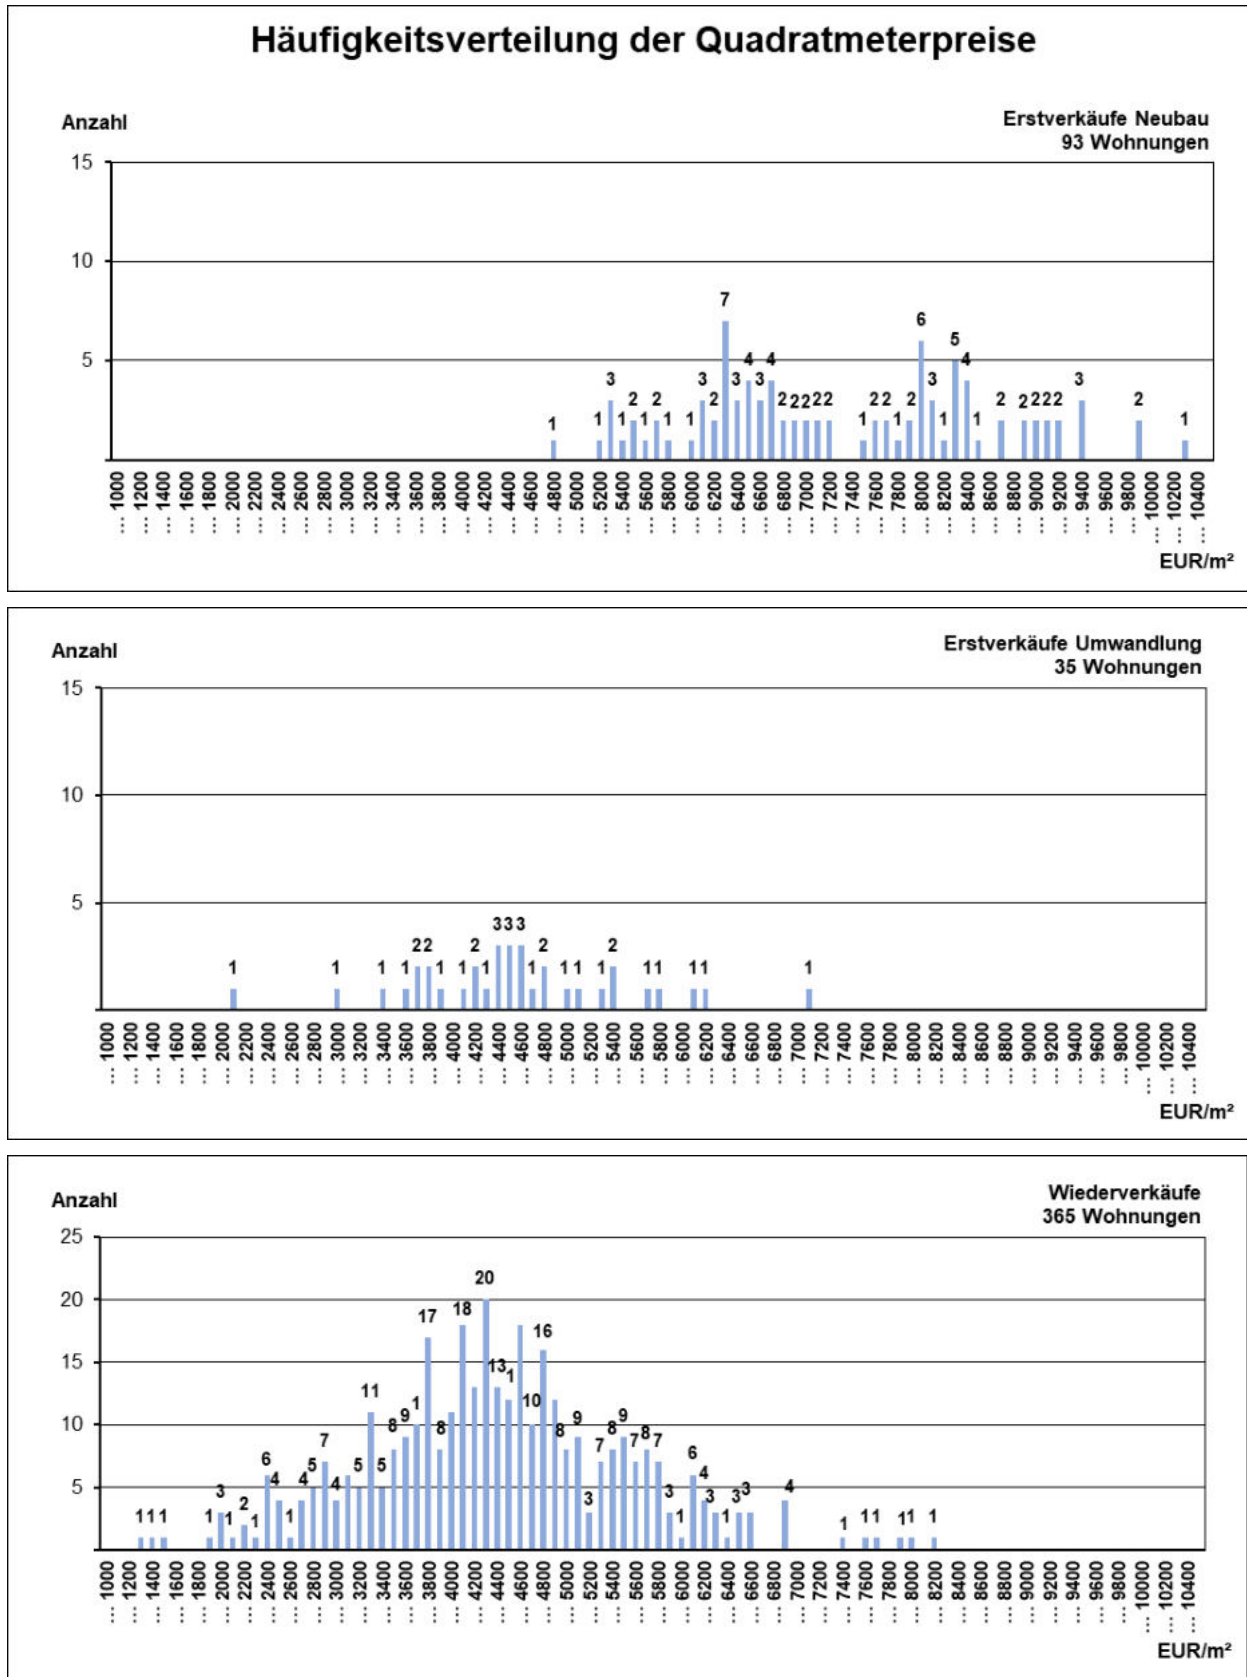 Häufigkeitsverteilung der Quadratmeterpreise
Anzahl
Erstverkäufe Neubau
93 Wohnungen
15
10
5
1 1 3 1 2 1 2 1 1 3 2 7 3 4 3 4 2 2 2 2 2 1 2 2 1 2 6 3 1 5 4 1 2 2 2 2 2 3 2 1
.... 1000 .... 1200 .... 1400 .... 1600 .... 1800 .... 2000 .... 2200 .... 2400 .... 2600 .... 2800 .... 3000 .... 3200 .... 3400 .... 3600 .... 3800 .... 4000 .... 4200 .... 4400 .... 4600 .... 4800 .... 5000 .... 5200 .... 5400 .... 5600 .... 5800 .... 6000 .... 6200 .... 6400 .... 6600 .... 6800 .... 7000 .... 7200 .... 7400 .... 7600 .... 7800 .... 8000 .... 8200 .... 8400 .... 8600 .... 8800 .... 9000 .... 9200 .... 9400 .... 9600 .... 9800 .... 10000 .... 10200 .... 10400
EUR/m²
Anzahl
Erstverkäufe Umwandlung
35 Wohnungen
15
10
5
1 1 1 1 2 2 1 1 2 1 3 3 3 1 2 1 1 1 2 1 1 1 1 1
.... 1000 .... 1200 .... 1400 .... 1600 .... 1800 .... 2000 .... 2200 .... 2400 .... 2600 .... 2800 .... 3000 .... 3200 .... 3400 .... 3600 .... 3800 .... 4000 .... 4200 .... 4400 .... 4600 .... 4800 .... 5000 .... 5200 .... 5400 .... 5600 .... 5800 .... 6000 .... 6200 .... 6400 .... 6600 .... 6800 .... 7000 .... 7200 .... 7400 .... 7600 .... 7800 .... 8000 .... 8200 .... 8400 .... 8600 .... 8800 .... 9000 .... 9200 .... 9400 .... 9600 .... 9800 .... 10000 .... 10200 .... 10400
EUR/m²
Anzahl
Wiederverkäufe
365 Wohnungen
25
20
15
10
5
0
1 1 1 1 3 1 2 1 6 4 1 4 5 7 4 5 11 5 8 9 1 17 8 18 20 13 1 10 16 8 9 3 7 8 9 7 8 7 3 1 6 4 3 1 3 3 4 1 1 1 1 1 1
.... 1000 .... 1200 .... 1400 .... 1600 .... 1800 .... 2000 .... 2200 .... 2400 .... 2600 .... 2800 .... 3000 .... 3200 .... 3400 .... 3600 .... 3800 .... 4000 .... 4200 .... 4400 .... 4600 .... 4800 .... 5000 .... 5200 .... 5400 .... 5600 .... 5800 .... 6000 .... 6200 .... 6400 .... 6600 .... 6800 .... 7000 .... 7200 .... 7400 .... 7600 .... 7800 .... 8000 .... 8200 .... 8400 .... 8600 .... 8800 .... 9000 .... 9200 .... 9400 .... 9600 .... 9800 .... 10000 .... 10200 .... 10400
EUR/m²